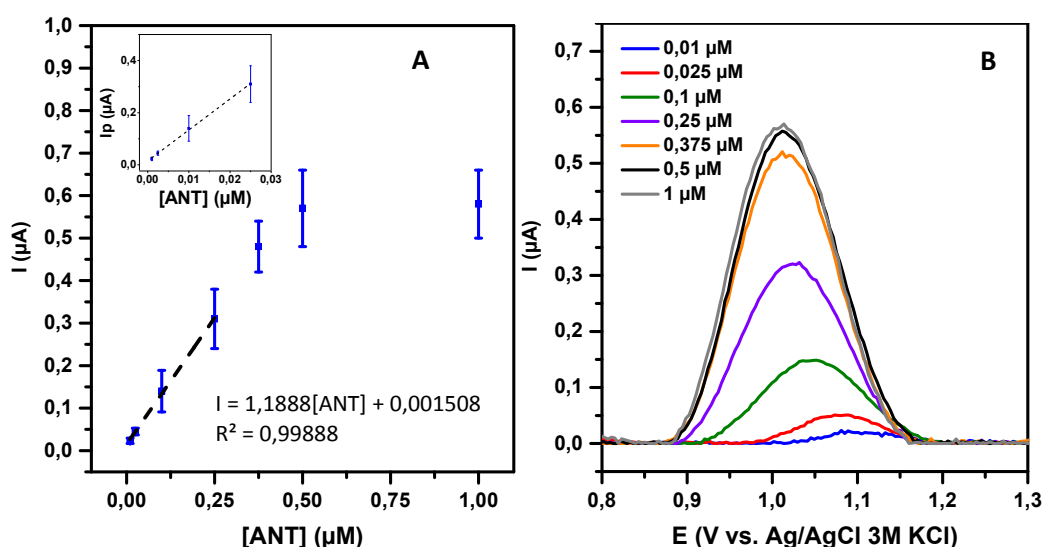 A
I (µA)
1,0
0,9
0,8
0,7
0,6
0,5
0,4
0,3
0,2
0,1
0,0
0,00 0,25 0,50 0,75 1,00
[ANT] (µM)
Ip (µA)
0,4
0,2
0,0
0,00 0,01 0,02 0,03
[ANT] (µM)
I = 1,1888[ANT] + 0,001508
R² = 0,99888
B
I (µA)
0,7
0,6
0,5
0,4
0,3
0,2
0,1
0,0
0,8 0,9 1,0 1,1 1,2 1,3
E (V vs. Ag/AgCl 3M KCl)
0,01 µM
0,025 µM
0,1 µM
0,25 µM
0,375 µM
0,5 µM
1 µM